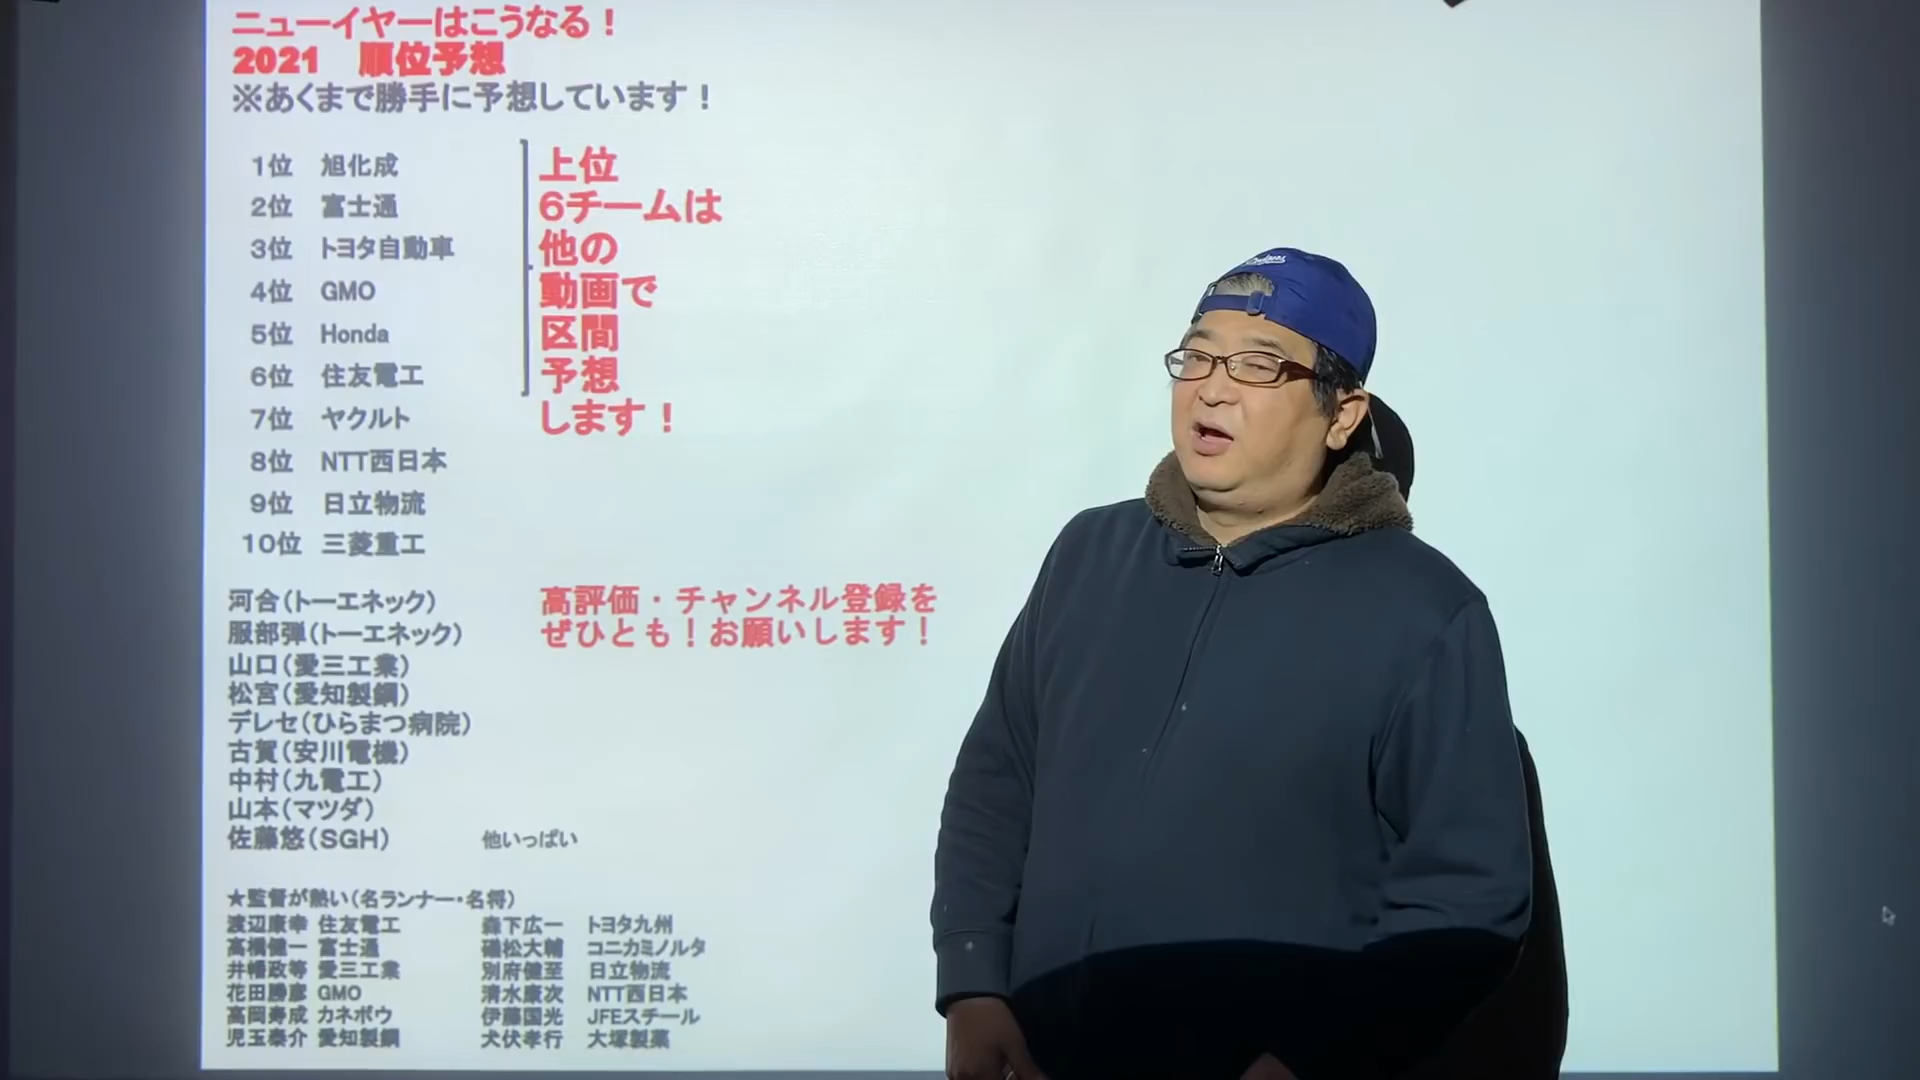 ニューイヤーはこうなる！
2021　順位予想
※あくまで勝手に予想しています！
1位　旭化成
2位　富士通
3位　トヨタ自動車
4位　GMO
5位　Honda
6位　住友電工
7位　ヤクルト
8位　NTT西日本
9位　日立物流
10位　三菱重工
上位
6チームは
他の
動画で
区間
予想
します！
河合（トーエネック）
服部弾（トーエネック）
山口（愛三工業）
松宮（愛知製鋼）
デレセ（ひらまつ病院）
古賀（安川電機）
中村（九電工）
山本（マツダ）
佐藤悠（SGH）　他いっぱい
高評価・チャンネル登録を
ぜひとも！お願いします！
★監督が熱い（名ランナー・名将）
渡辺康幸 住友電工
高橋健一 富士通
井幡政等 愛三工業
花田勝彦 GMO
高岡寿成 カネボウ
児玉泰介 愛知製鋼
森下広一　トヨタ九州
磯松大輔　コニカミノルタ
別府健至　日立物流
清水康次　NTT西日本
伊藤国光　JFEスチール
犬伏孝行　大塚製薬